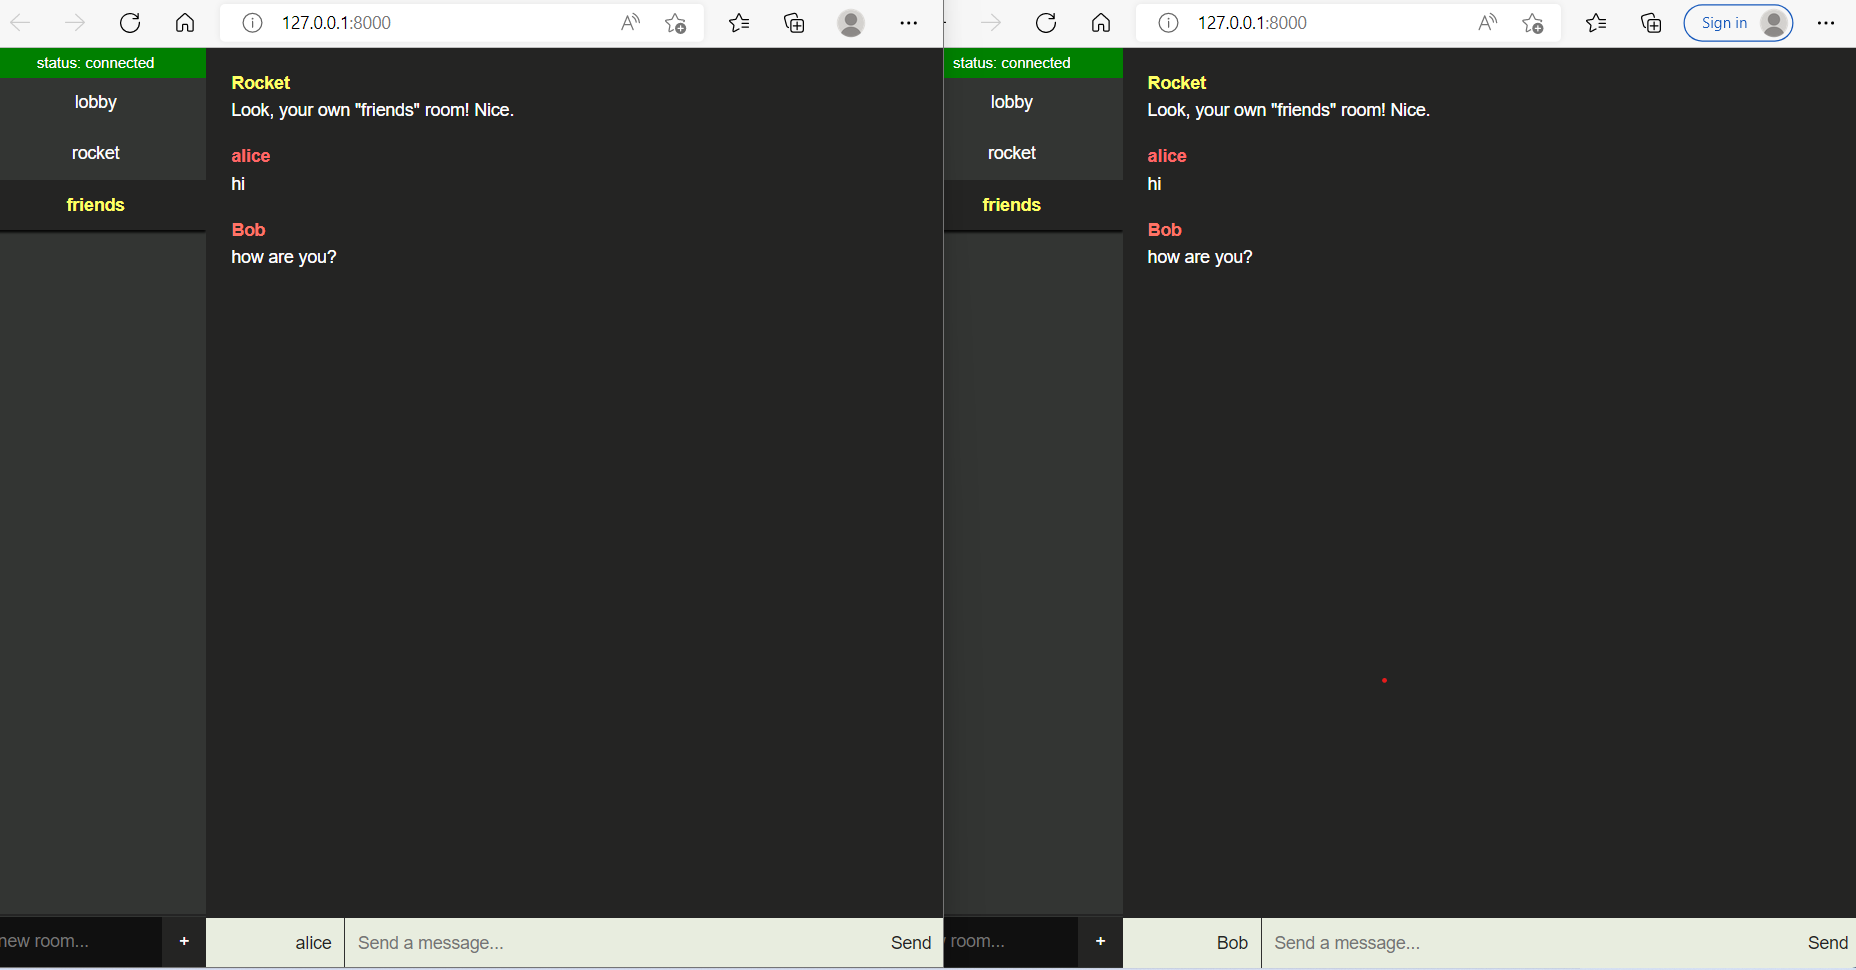 127.0.0.1:8000
status: connected
lobby
rocket
friends
Rocket
Look, your own "friends" room! Nice.
alice
hi
Bob
how are you?
new room...
+
alice
Send a message...
Send
127.0.0.1:8000
Sign in
status: connected
lobby
rocket
friends
Rocket
Look, your own "friends" room! Nice.
alice
hi
Bob
how are you?
room...
+
Bob
Send a message...
Send